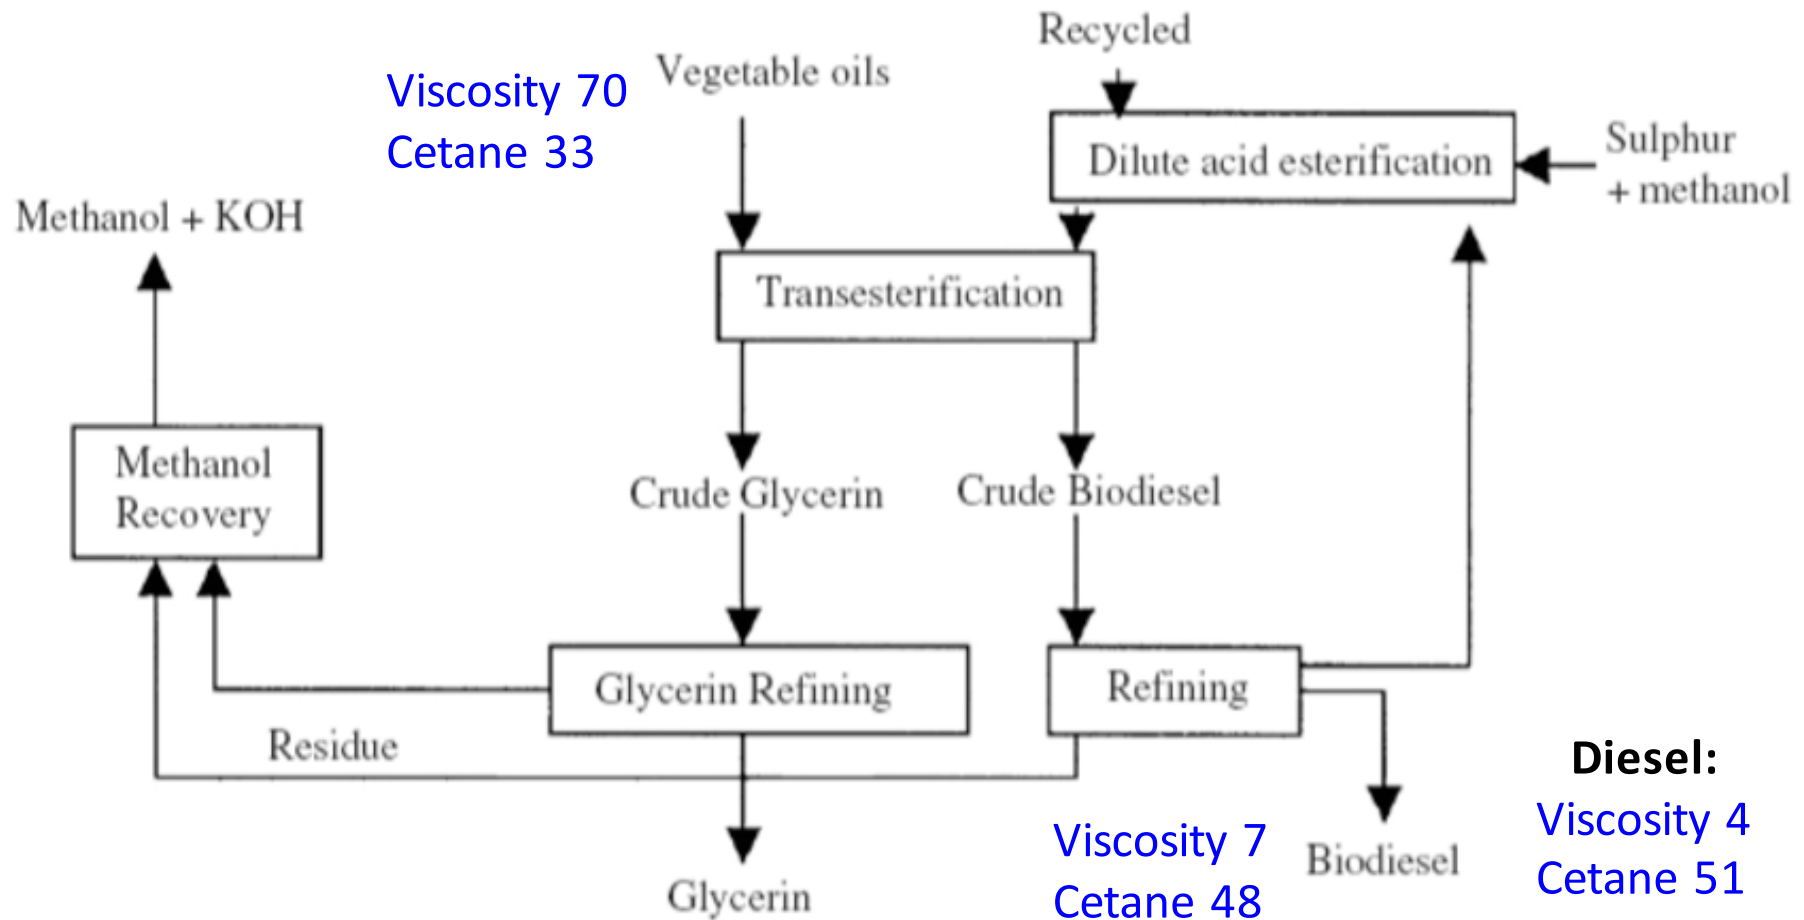 Recycled
Viscosity 70
Cetane 33
Vegetable oils
Dilute acid esterification
Sulphur
+ methanol
Methanol + KOH
Transesterification
Methanol
Recovery
Crude Glycerin
Crude Biodiesel
Glycerin Refining
Refining
Residue
Diesel:
Viscosity 4
Cetane 51
Viscosity 7
Cetane 48
Biodiesel
Glycerin